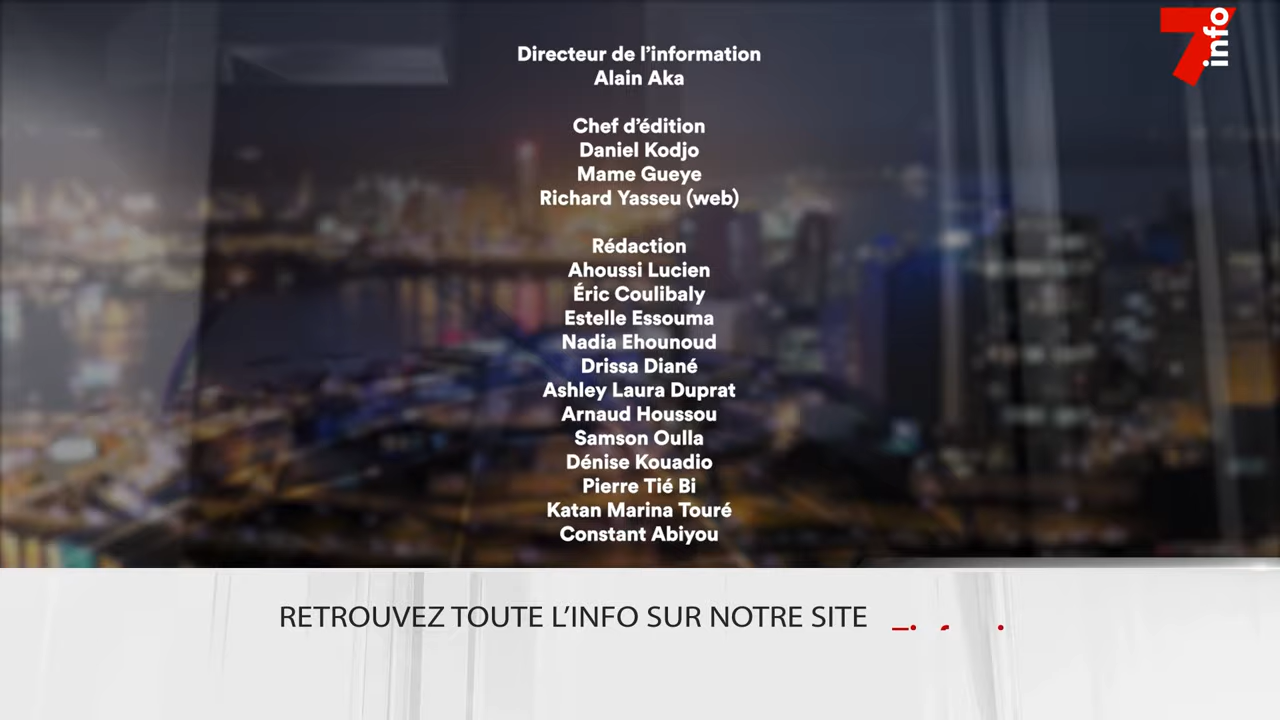 7info
Directeur de l’information
Alain Aka
Chef d’édition
Daniel Kodjo
Mame Gueye
Richard Yasseu (web)
Rédaction
Ahoussi Lucien
Éric Coulibaly
Estelle Essouma
Nadia Ehounoud
Drissa Diané
Ashley Laura Duprat
Arnaud Houssou
Samson Oulla
Dénise Kouadio
Pierre Tié Bi
Katan Marina Touré
Constant Abiyou
RETROUVEZ TOUTE L’INFO SUR NOTRE SITE